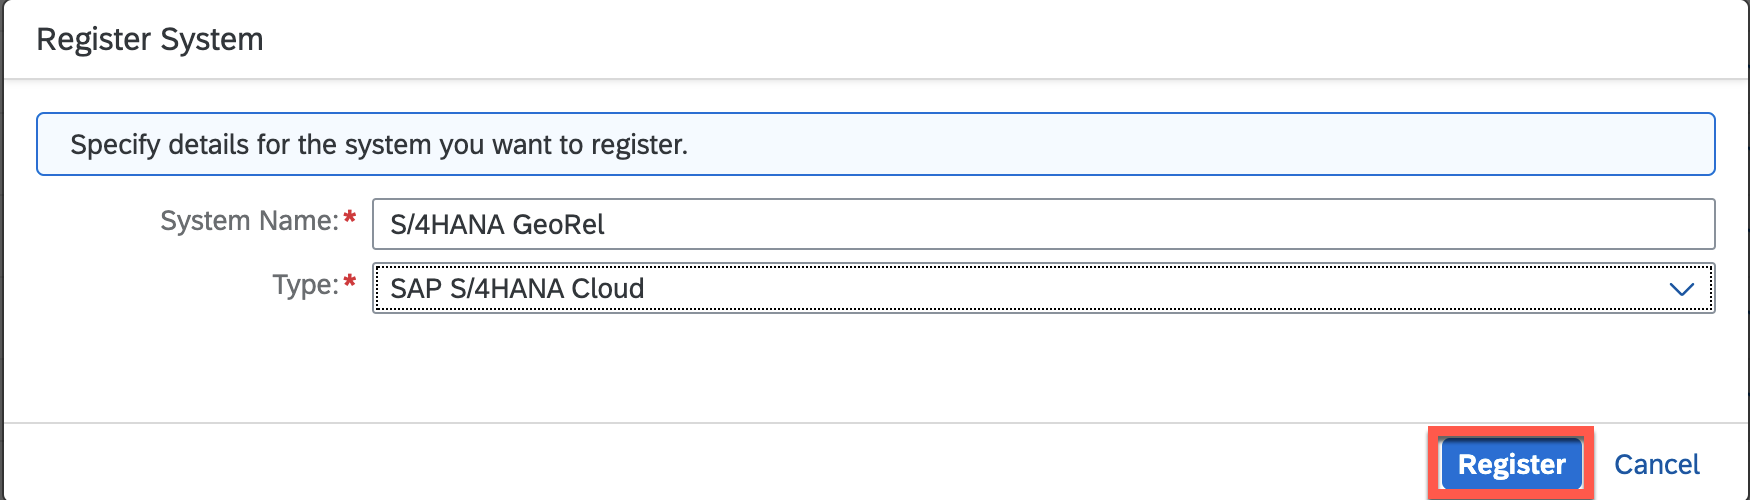 Register System
Specify details for the system you want to register.
System Name:* S/4HANA GeoRel
Type:* SAP S/4HANA Cloud
Register Cancel